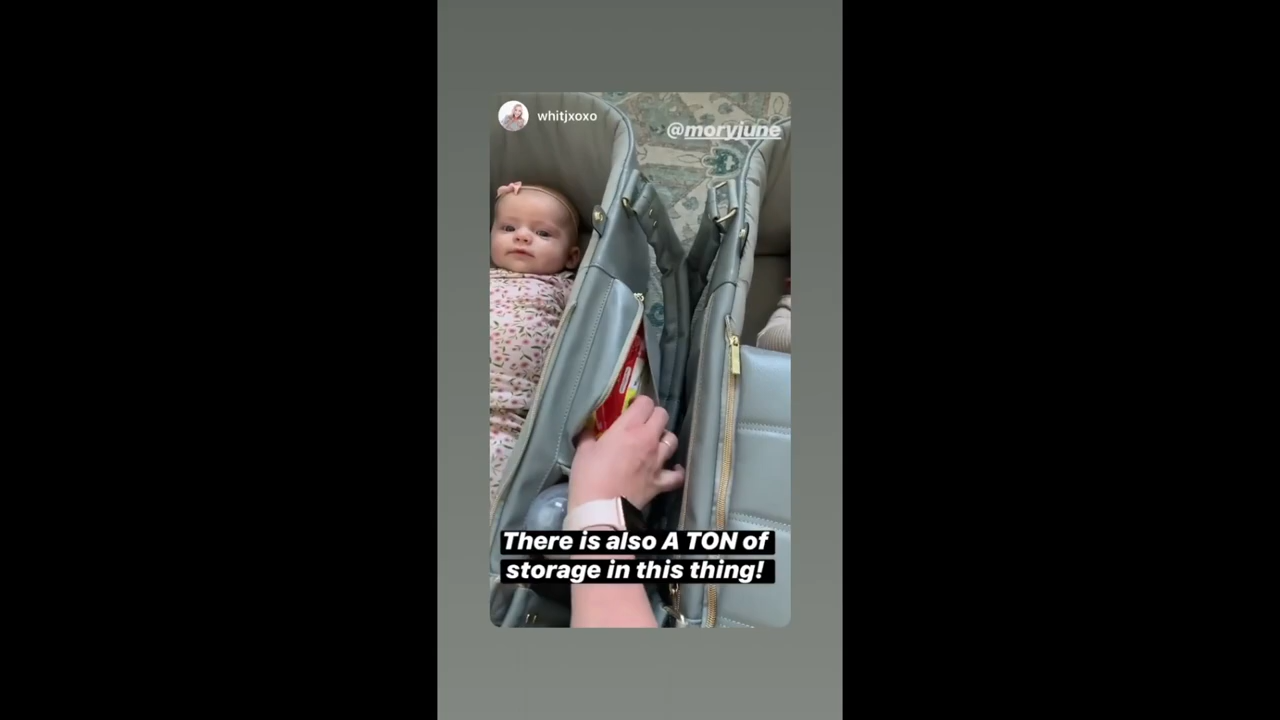 whitjxoxo
@moryjune
There is also A TON of
storage in this thing!